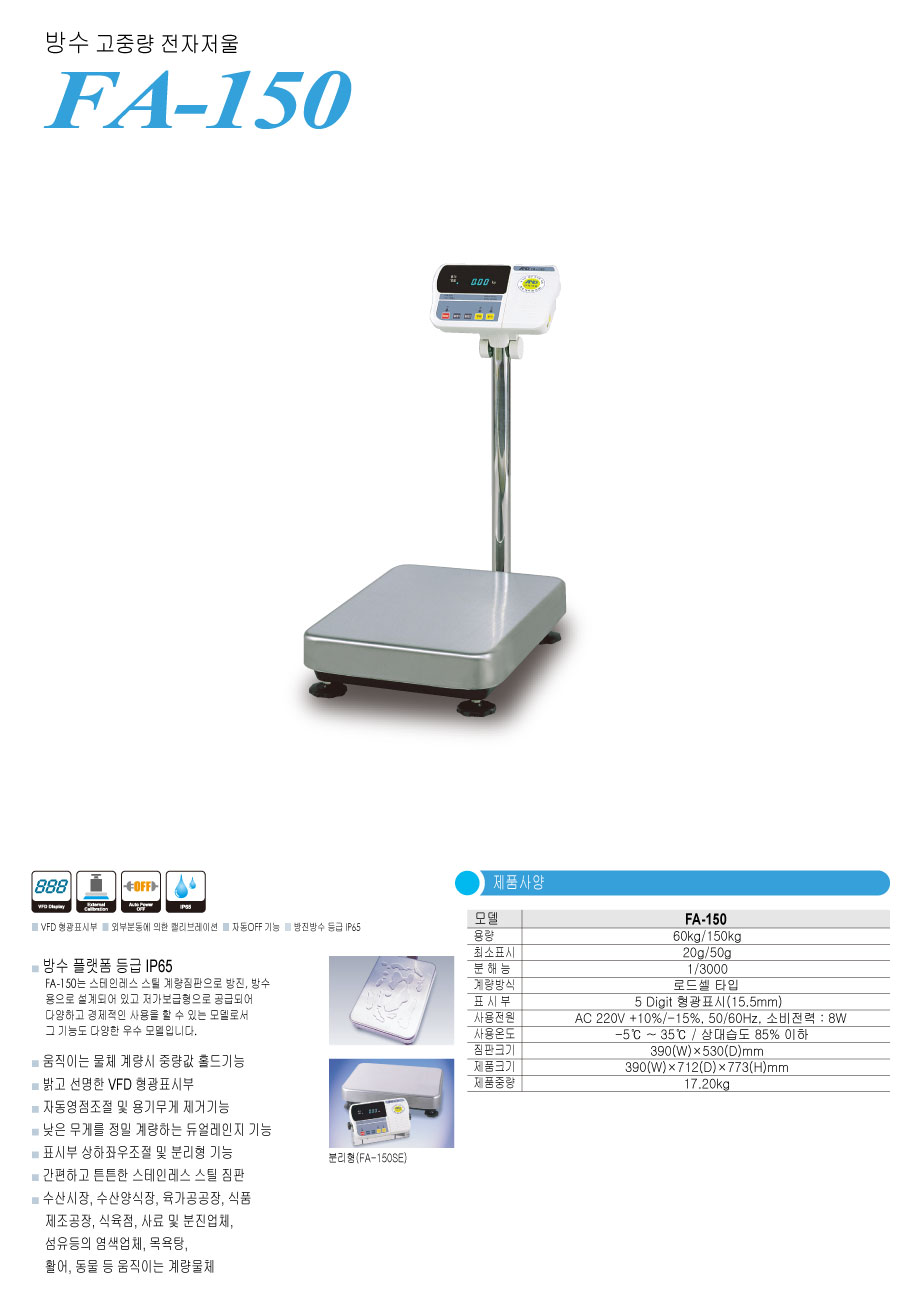 방수 고중량 전자저울
FA-150
AND
000 kg
888
VFD Display
External Calibration
OFF
Auto Power OFF
IP65
VFD 형광표시부 외부분동에 의한 캘리브레이션 자동OFF 기능 방진방수 등급 IP65
방수 플랫폼 등급 IP65
FA-150는 스테인레스 스틸 계량짐판으로 방진, 방수
용으로 설계되어 있고 저가보급형으로 공급되어
다양하고 경제적인 사용을 할 수 있는 모델로서
그 기능도 다양한 우수 모델입니다.
움직이는 물체 계량시 중량값 홀드기능
밝고 선명한 VFD 형광표시부
자동영점조절 및 용기무게 제거기능
낮은 무게를 정밀 계량하는 듀얼레인지 기능
표시부 상하좌우조절 및 분리형 기능
간편하고 튼튼한 스테인레스 스틸 짐판
수산시장, 수산양식장, 육가공공장, 식품
제조공장, 식육점, 사료 및 분진업체,
섬유등의 염색업체, 목욕탕,
활어, 동물 등 움직이는 계량물체
분리형(FA-150SE)
제품사양
모델 FA-150
용량 60kg/150kg
최소표시 20g/50g
분 해 능 1/3000
계량방식 로드셀 타입
표 시 부 5 Digit 형광표시(15.5mm)
사용전원 AC 220V +10%/-15%, 50/60Hz, 소비전력 : 8W
사용온도 -5℃ ~ 35℃ / 상대습도 85% 이하
짐판크기 390(W)×530(D)mm
제품크기 390(W)×712(D)×773(H)mm
제품중량 17.20kg